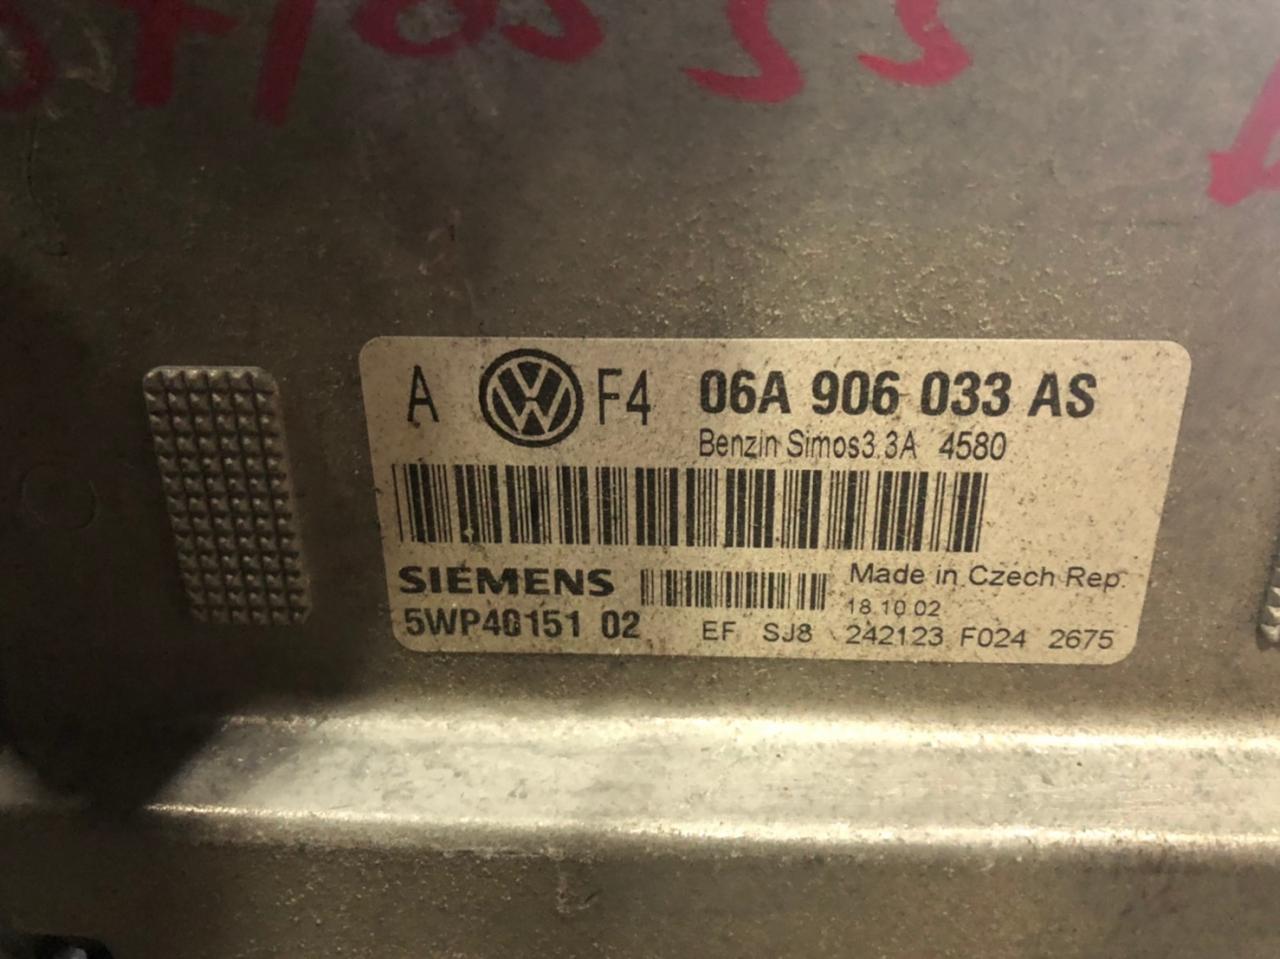 A VW F4 06A 906 033 AS
Benzin Simos3.3A 4580
SIEMENS
Made in Czech Rep.
18.10.02
5WP40151 02
EF SJ8 242123 F024 2675